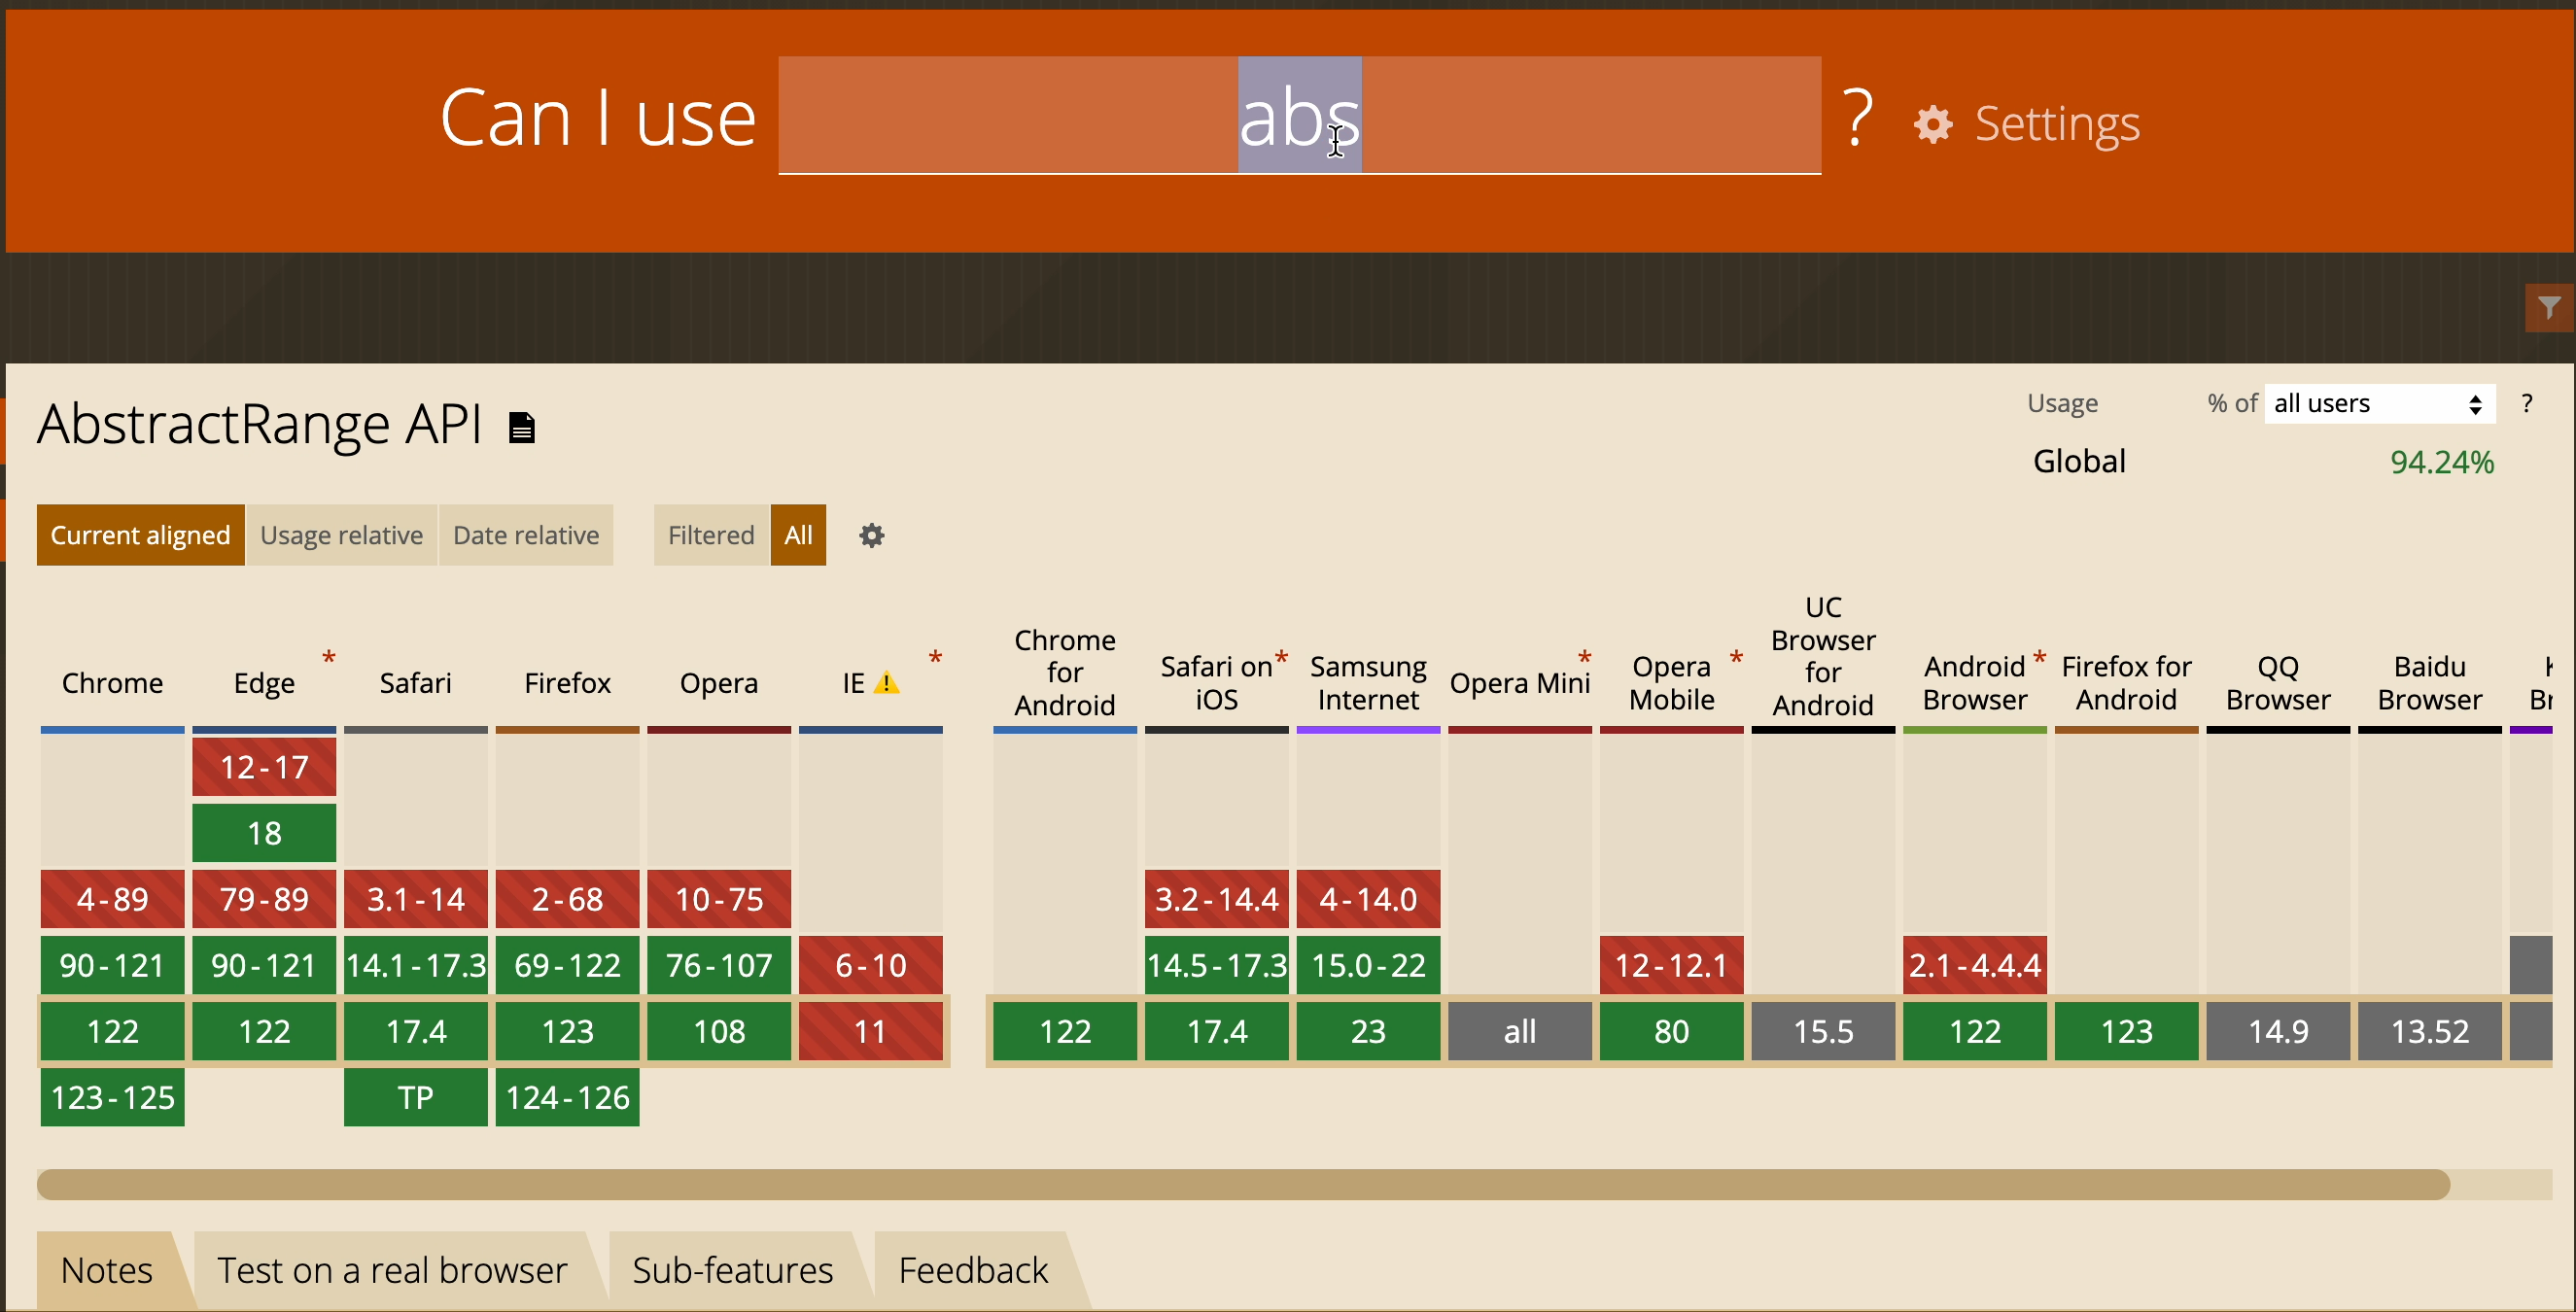 Can I use abs ? Settings
AbstractRange API
Usage % of all users ?
Global 94.24%
Current aligned Usage relative Date relative Filtered All
Chrome
Edge *
Safari
Firefox
Opera
IE *
Chrome for Android
Safari on iOS *
Samsung Internet
Opera Mini *
Opera Mobile *
UC Browser for Android
Android Browser *
Firefox for Android
QQ Browser
Baidu Browser
12-17
18
4-89 79-89 3.1-14 2-68 10-75 3.2-14.4 4-14.0
90-121 90-121 14.1-17.3 69-122 76-107 6-10 14.5-17.3 15.0-22 12-12.1 2.1-4.4.4
122 122 17.4 123 108 11 122 17.4 23 all 80 15.5 122 123 14.9 13.52
123-125 TP 124-126
Notes Test on a real browser Sub-features Feedback